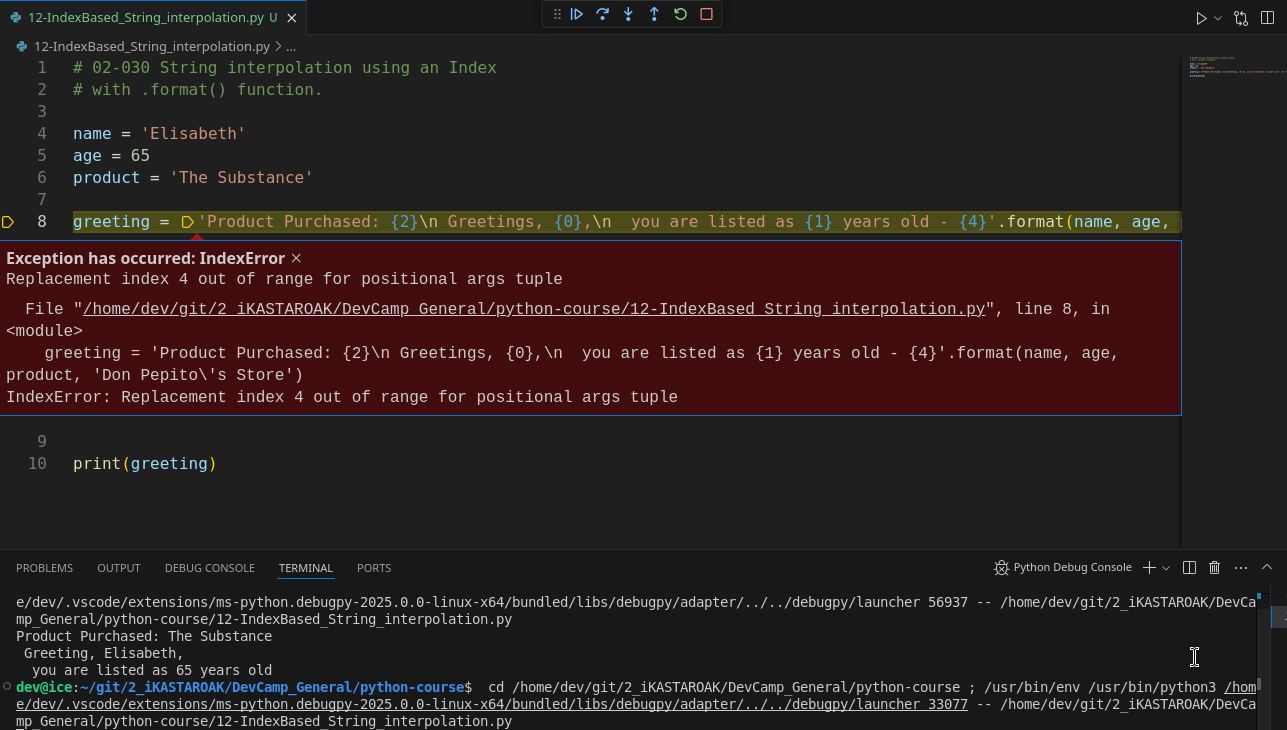 12-IndexBased_String_interpolation.py U
12-IndexBased_String_interpolation.py > ...
1 # 02-030 String interpolation using an Index
2 # with .format() function.
3
4 name = 'Elisabeth'
5 age = 65
6 product = 'The Substance'
7
8 greeting = 'Product Purchased: {2}\n Greetings, {0},\n  you are listed as {1} years old - {4}'.format(name, age,
Exception has occurred: IndexError ×
Replacement index 4 out of range for positional args tuple
File "/home/dev/git/2_iKASTAROAK/DevCamp_General/python-course/12-IndexBased_String_interpolation.py", line 8, in
<module>
greeting = 'Product Purchased: {2}\n Greetings, {0},\n  you are listed as {1} years old - {4}'.format(name, age,
product, 'Don Pepito\'s Store')
IndexError: Replacement index 4 out of range for positional args tuple
9
10 print(greeting)
PROBLEMS OUTPUT DEBUG CONSOLE TERMINAL PORTS Python Debug Console
e/dev/.vscode/extensions/ms-python.debugpy-2025.0.0-linux-x64/bundled/libs/debugpy/adapter/../../debugpy/launcher 56937 -- /home/dev/git/2_iKASTAROAK/DevCa
mp_General/python-course/12-IndexBased_String_interpolation.py
Product Purchased: The Substance
Greeting, Elisabeth,
you are listed as 65 years old
dev@ice:~/git/2_iKASTAROAK/DevCamp_General/python-course$  cd /home/dev/git/2_iKASTAROAK/DevCamp_General/python-course ; /usr/bin/env /usr/bin/python3 /hom
e/dev/.vscode/extensions/ms-python.debugpy-2025.0.0-linux-x64/bundled/libs/debugpy/adapter/../../debugpy/launcher 33077 -- /home/dev/git/2_iKASTAROAK/DevCa
mp_General/python-course/12-IndexBased_String_interpolation.py